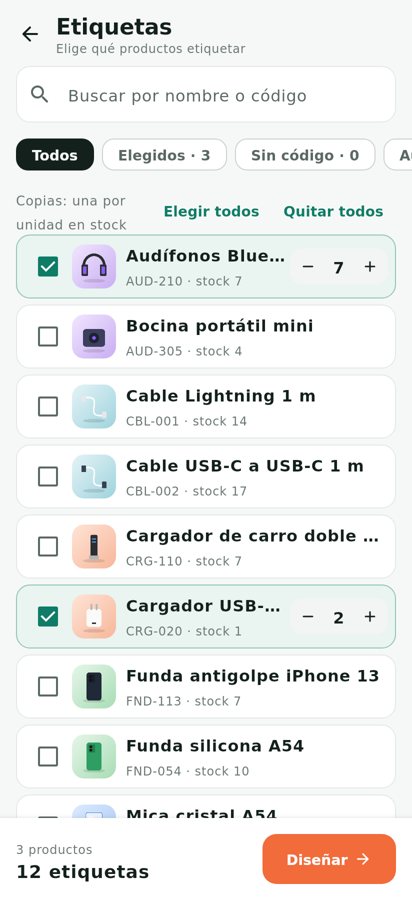 Etiquetas
Elige qué productos etiquetar
Buscar por nombre o código
Todos
Elegidos · 3
Sin código · 0
Copias: una por
unidad en stock
Elegir todos
Quitar todos
Audífonos Blue…
AUD-210 · stock 7
− 7 +
Bocina portátil mini
AUD-305 · stock 4
Cable Lightning 1 m
CBL-001 · stock 14
Cable USB-C a USB-C 1 m
CBL-002 · stock 17
Cargador de carro doble …
CRG-110 · stock 7
Cargador USB-…
CRG-020 · stock 1
− 2 +
Funda antigolpe iPhone 13
FND-113 · stock 7
Funda silicona A54
FND-054 · stock 10
Mica cristal A54
3 productos
12 etiquetas
Diseñar →